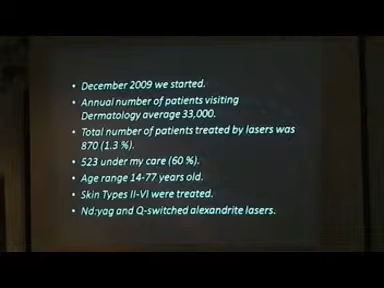 • December 2009 we started.
• Annual number of patients visiting
Dermatology average 33,000.
• Total number of patients treated by lasers was
870 (1.3 %).
• 523 under my care (60 %).
• Age range 14-77 years old.
• Skin Types II-VI were treated.
• Nd:yag and Q-switched alexandrite lasers.